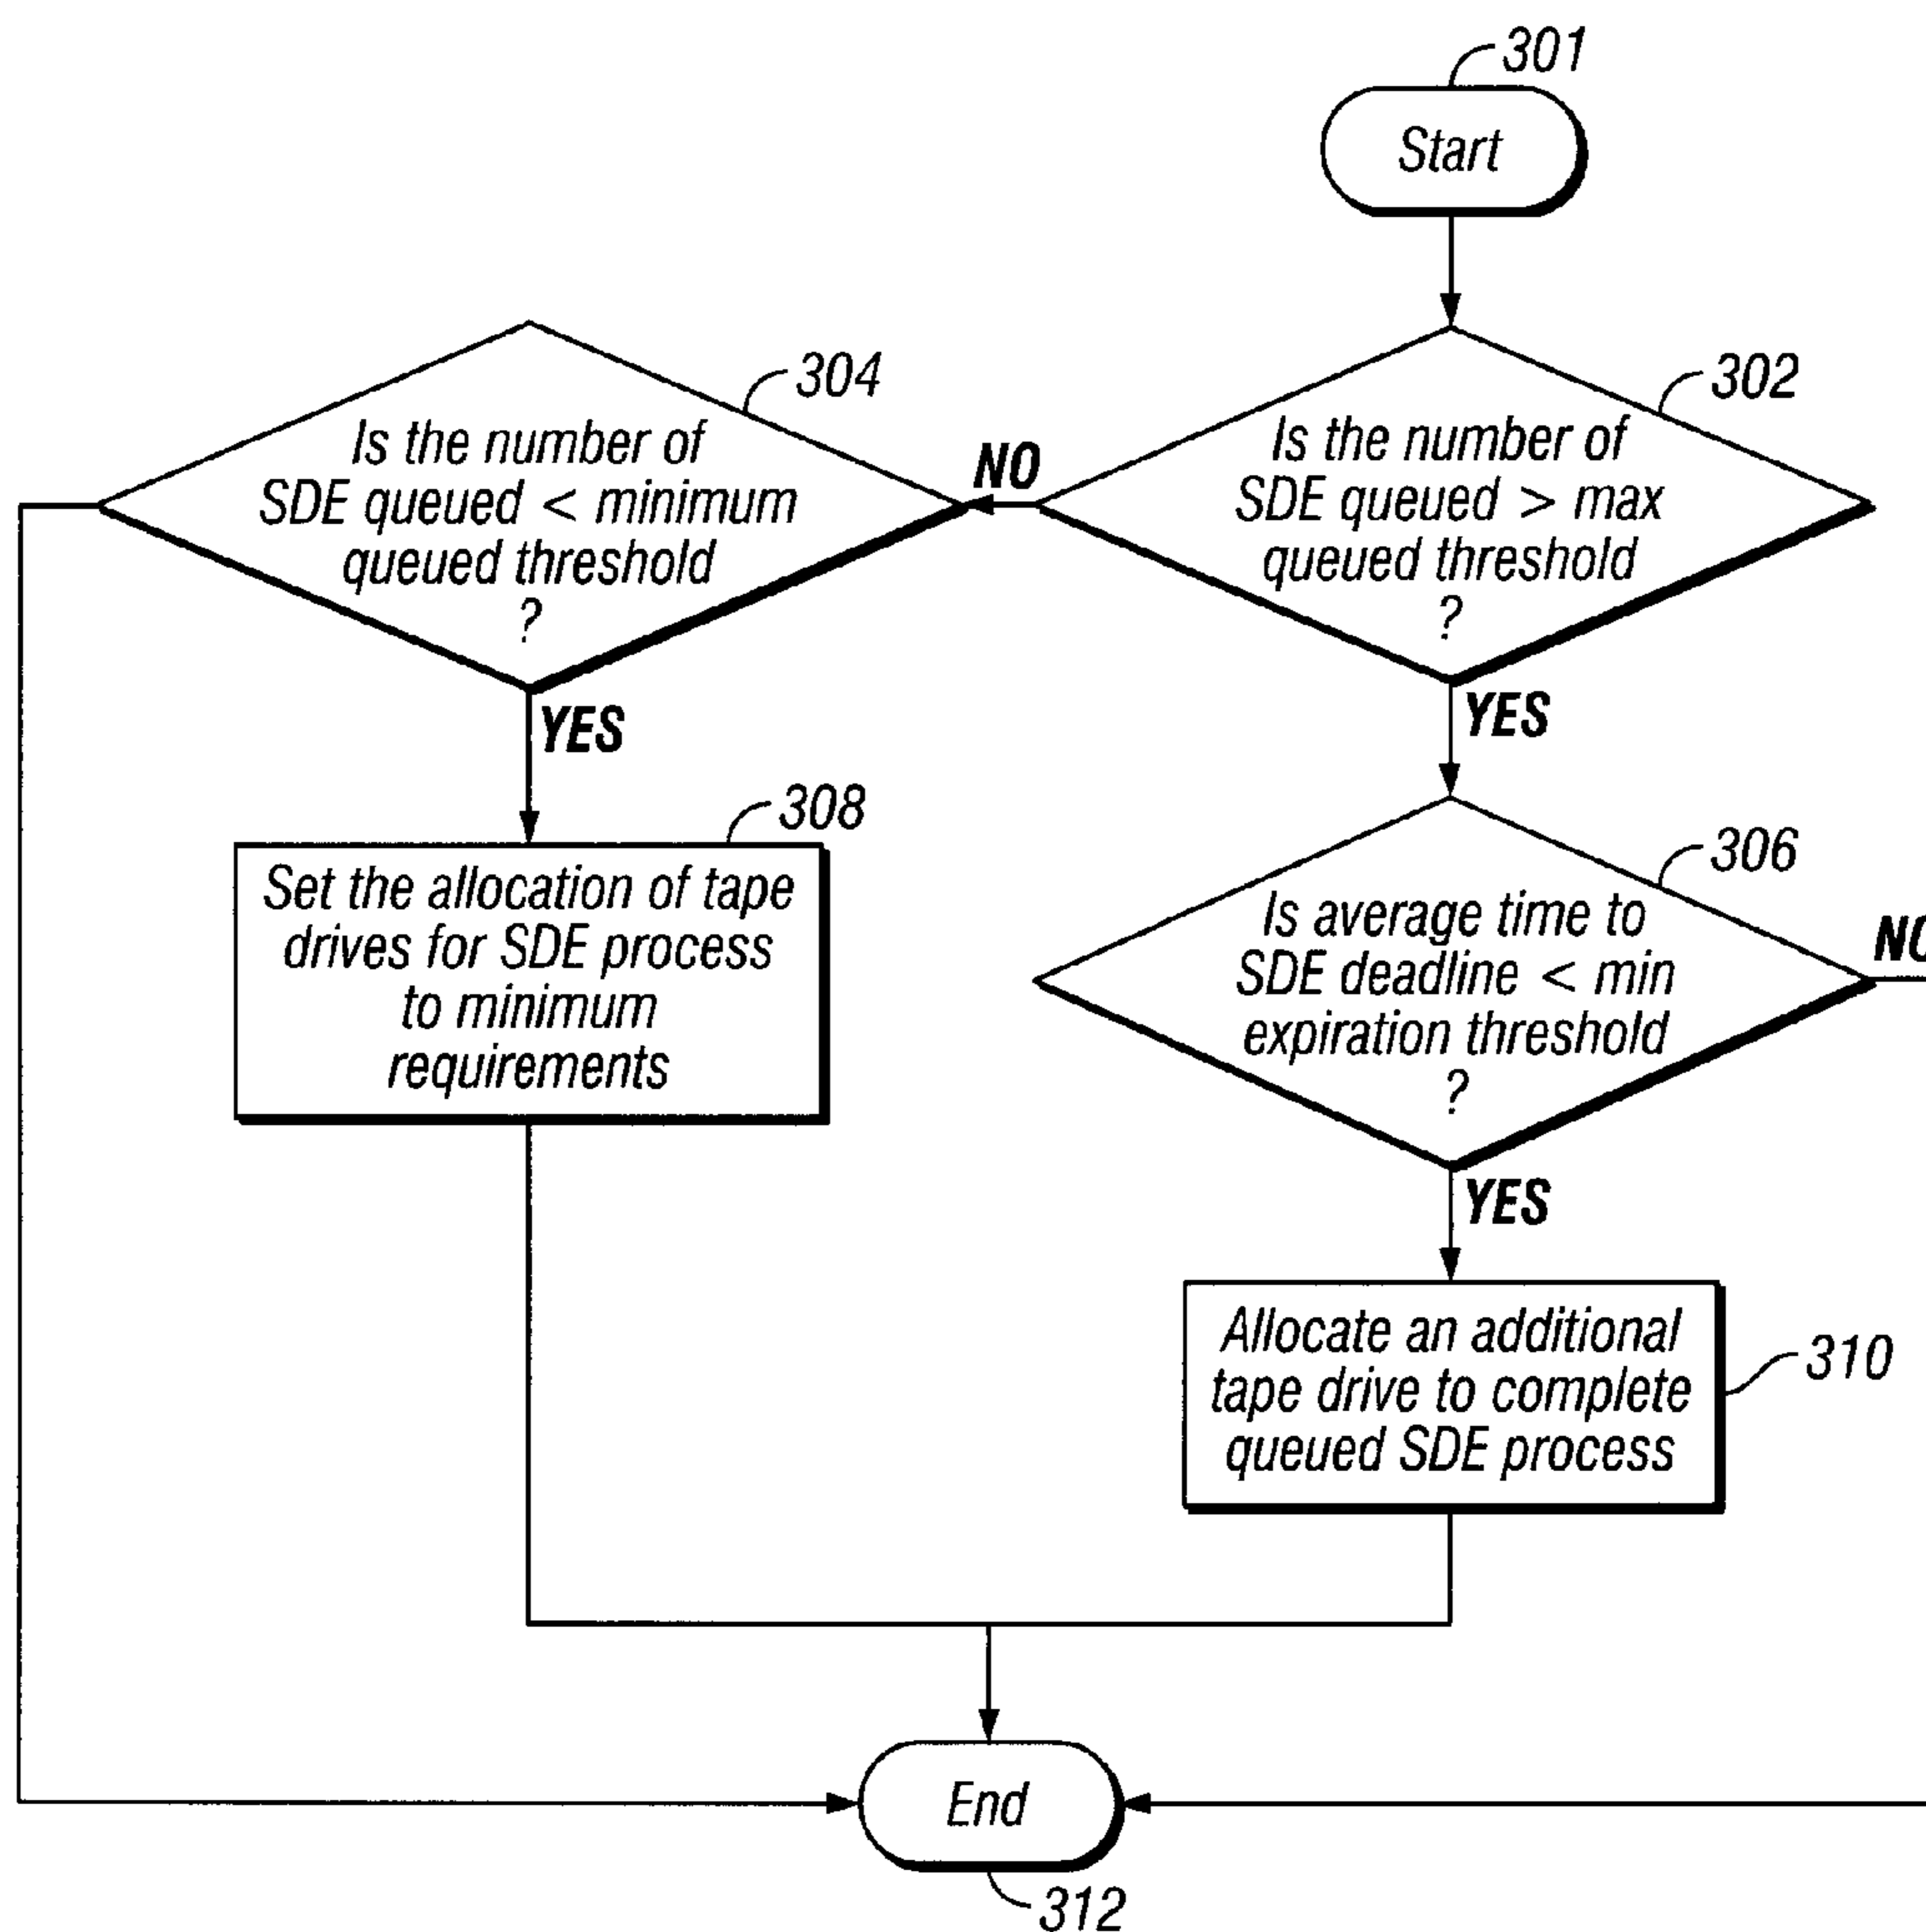 301
Start
304
Is the number of
SDE queued < minimum
queued threshold
?
NO
302
Is the number of
SDE queued > max
queued threshold
?
YES
YES
308
Set the allocation of tape
drives for SDE process
to minimum
requirements
306
Is average time to
SDE deadline < min
expiration threshold
?
NO
YES
Allocate an additional
tape drive to complete
queued SDE process
310
End
312